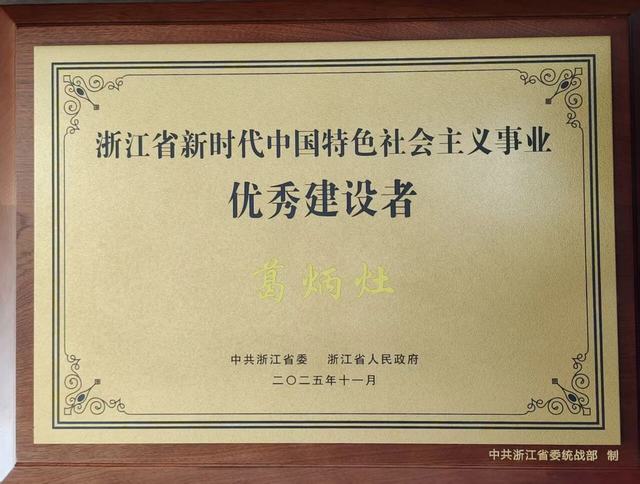 浙江省新时代中国特色社会主义事业
优秀建设者
葛炳灶
中共浙江省委 浙江省人民政府
二〇二五年十一月
中共浙江省委统战部 制